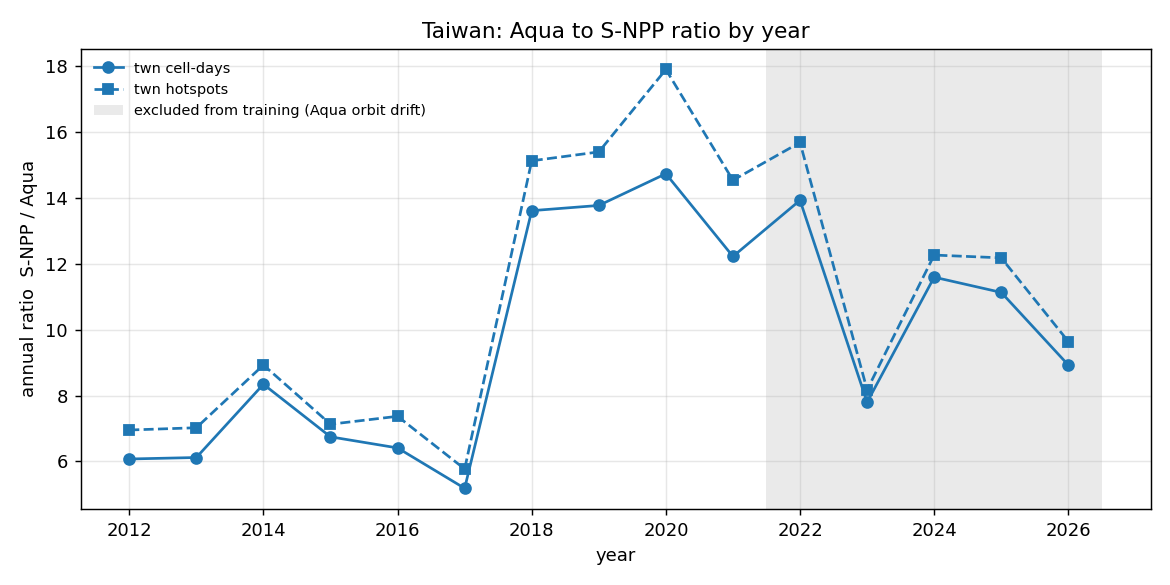 Taiwan: Aqua to S-NPP ratio by year
twn cell-days
twn hotspots
excluded from training (Aqua orbit drift)
annual ratio  S-NPP / Aqua
18
16
14
12
10
8
6
2012
2014
2016
2018
2020
2022
2024
2026
year